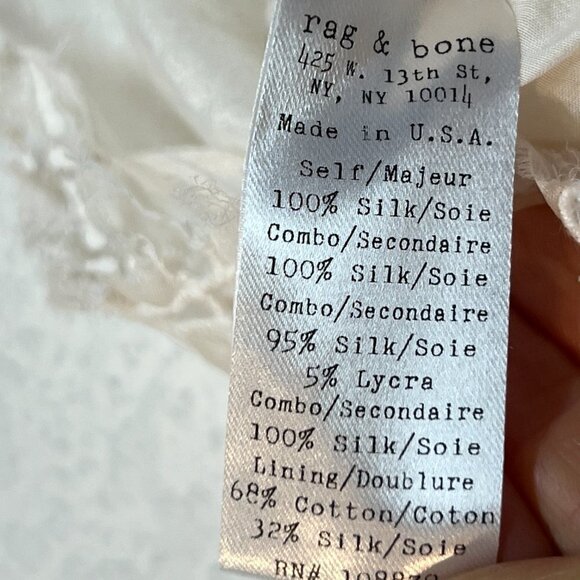 rag & bone
425 W. 13th St,
NY, NY 10014
Made in U.S.A.
Self/Majeur
100% Silk/Soie
Combo/Secondaire
100% Silk/Soie
Combo/Secondaire
95% Silk/Soie
5% Lycra
Combo/Secondaire
100% Silk/Soie
Lining/Doublure
68% Cotton/Coton
32% Silk/Soie
RN#